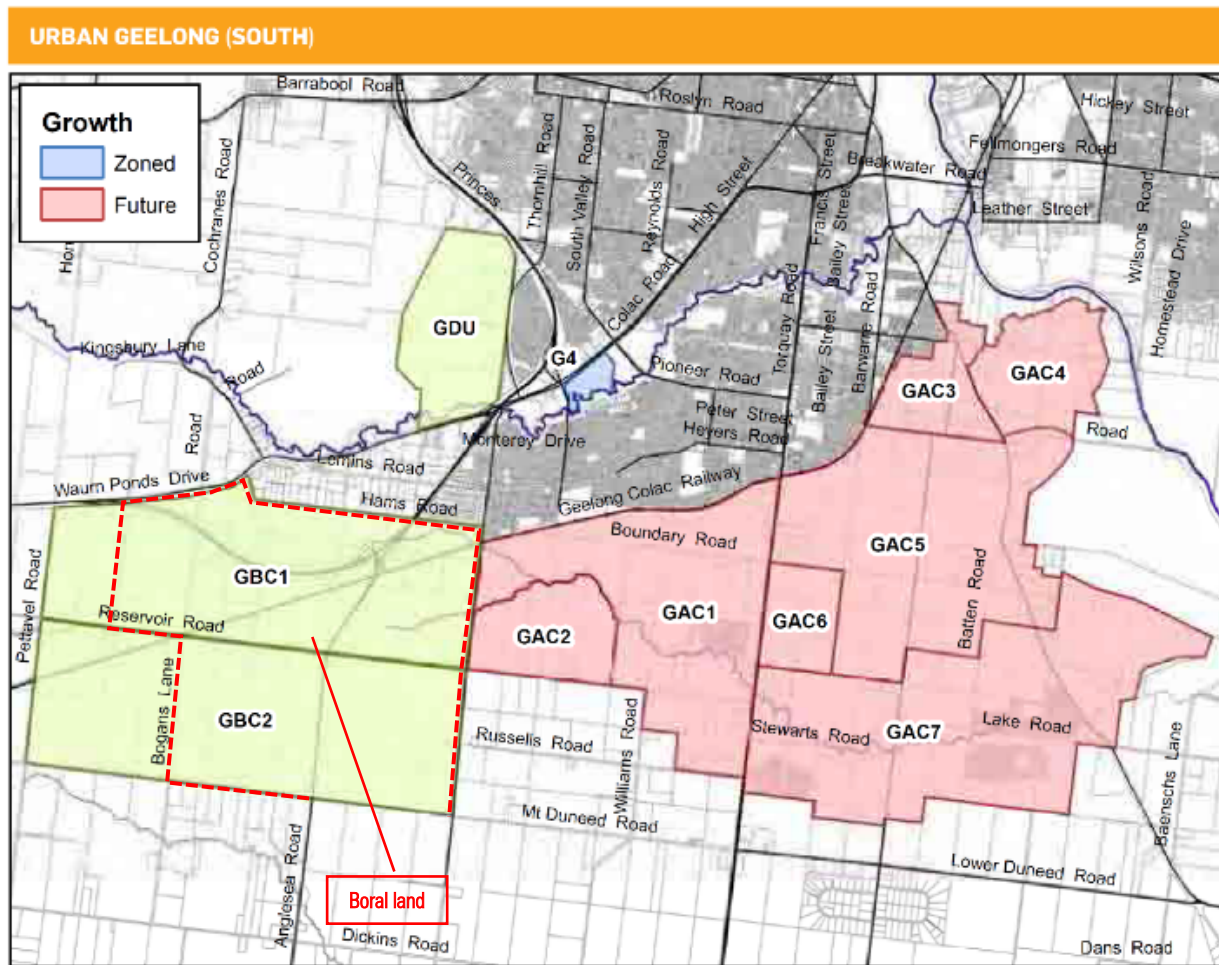 URBAN GEELONG (SOUTH)
Growth
Zoned
Future
Barrabool Road
Roslyn Road
Hickey Street
Fellmongers Road
Breakwater Road
Leather Street
Princes
Thornhill Road
South Valley Road
Reynolds Road
High Street
Colac Road
Francis Street
Bailey Street
Wilsons Road
Homestead Drive
Cochranes Road
GDU
G4
Kingsbury Lane
Road
Road
Pioneer Road
Torquay Road
Bailey Street
Barwarre Road
GAC3
GAC4
Peter Street
Heyers Road
Monterey Drive
Road
Lemins Road
Waurn Ponds Drive
Hams Road
Geelong Colac Railway
Boundary Road
GAC5
GBC1
Pettavel Road
Reservoir Road
GAC1
GAC6
GAC2
Batten Road
Bogans Lane
GBC2
Russells Road
Williams Road
Stewarts Road
GAC7
Lake Road
Baenschs Lane
Mt Duneed Road
Lower Duneed Road
Anglesea Road
Boral land
Dickins Road
Dans Road